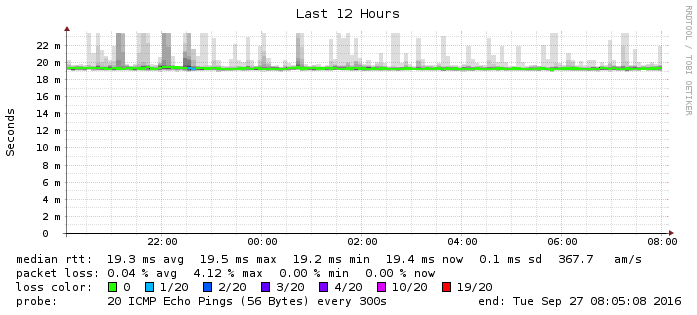 Last 12 Hours
RRDTOOL / TOBI OETIKER
Seconds
22 m
20 m
18 m
16 m
14 m
12 m
10 m
8 m
6 m
4 m
2 m
0
22:00 00:00 02:00 04:00 06:00 08:00
median rtt: 19.3 ms avg 19.5 ms max 19.2 ms min 19.4 ms now 0.1 ms sd 367.7 am/s
packet loss: 0.04 % avg 4.12 % max 0.00 % min 0.00 % now
loss color: 0 1/20 2/20 3/20 4/20 10/20 19/20
probe: 20 ICMP Echo Pings (56 Bytes) every 300s end: Tue Sep 27 08:05:08 2016